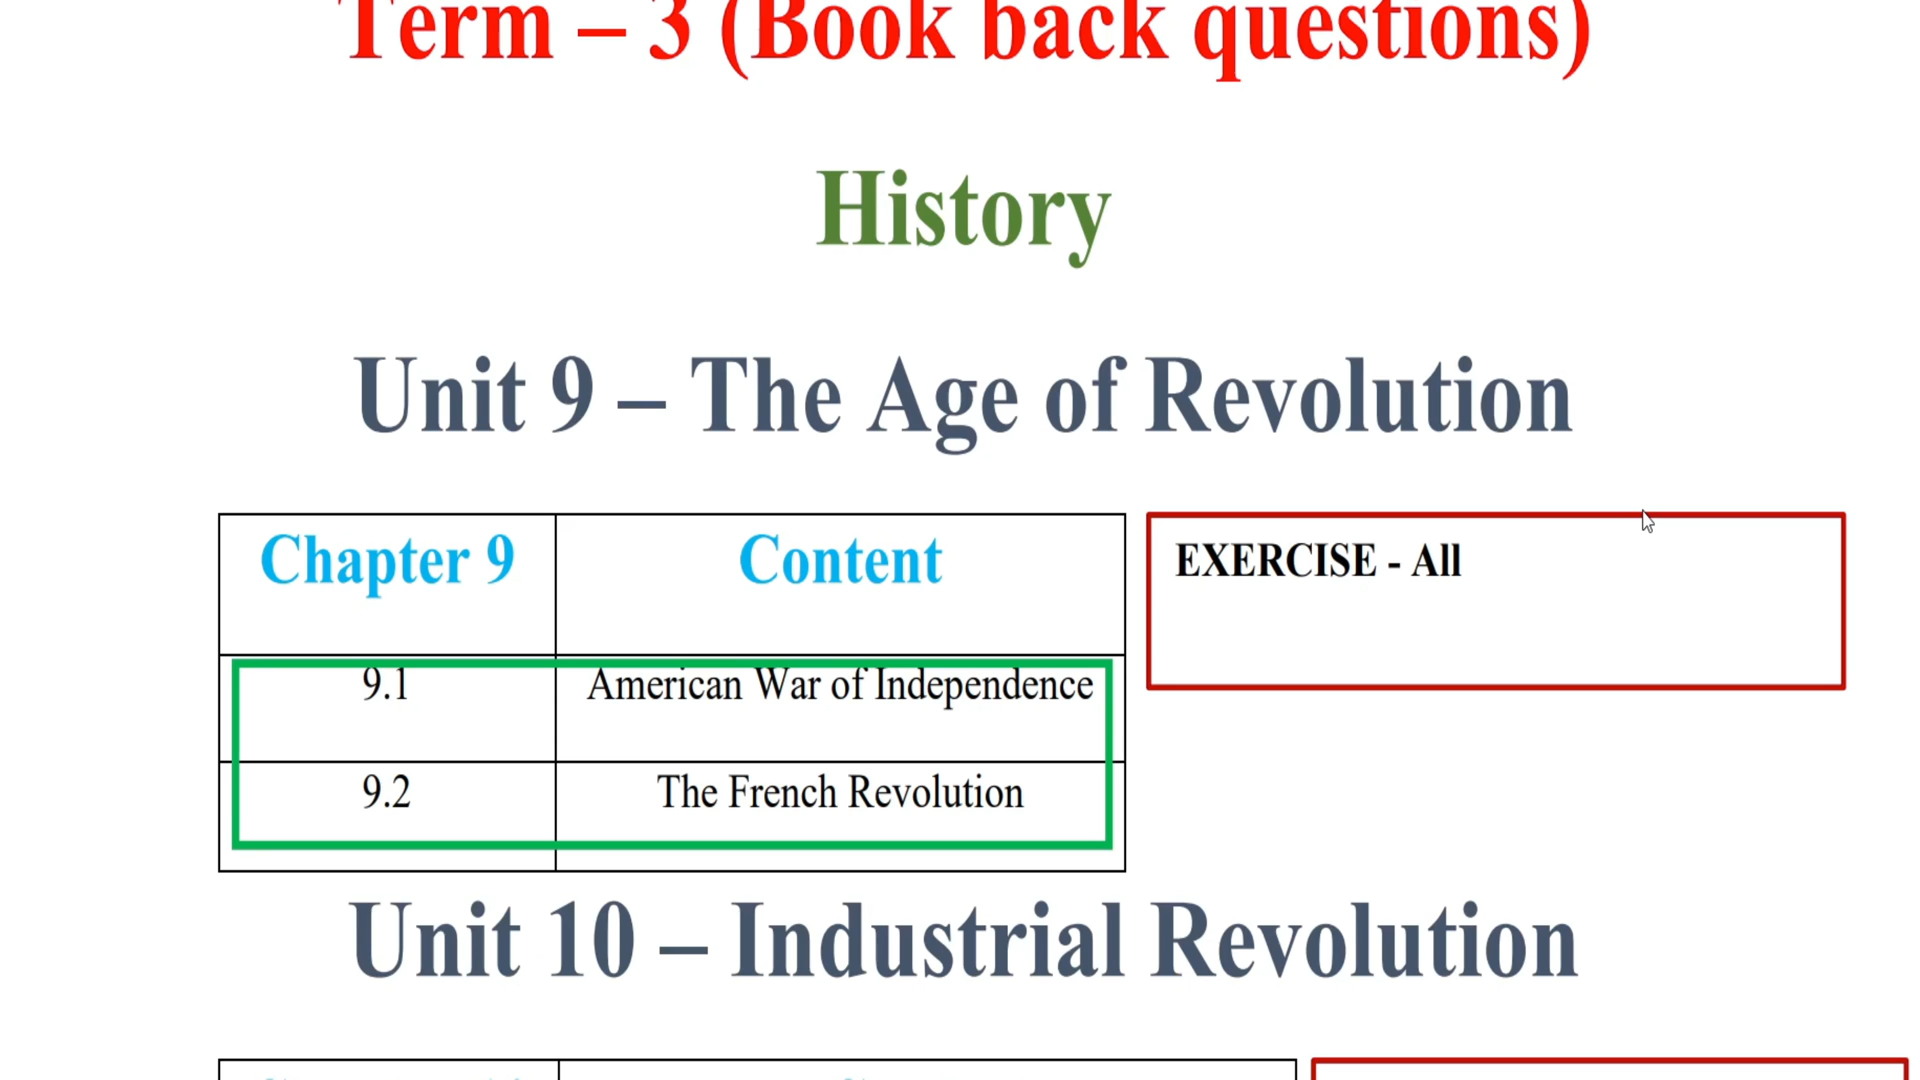 Term – 3 (Book back questions)
History
Unit 9 – The Age of Revolution
Chapter 9 Content
EXERCISE - All
9.1 American War of Independence
9.2 The French Revolution
Unit 10 – Industrial Revolution